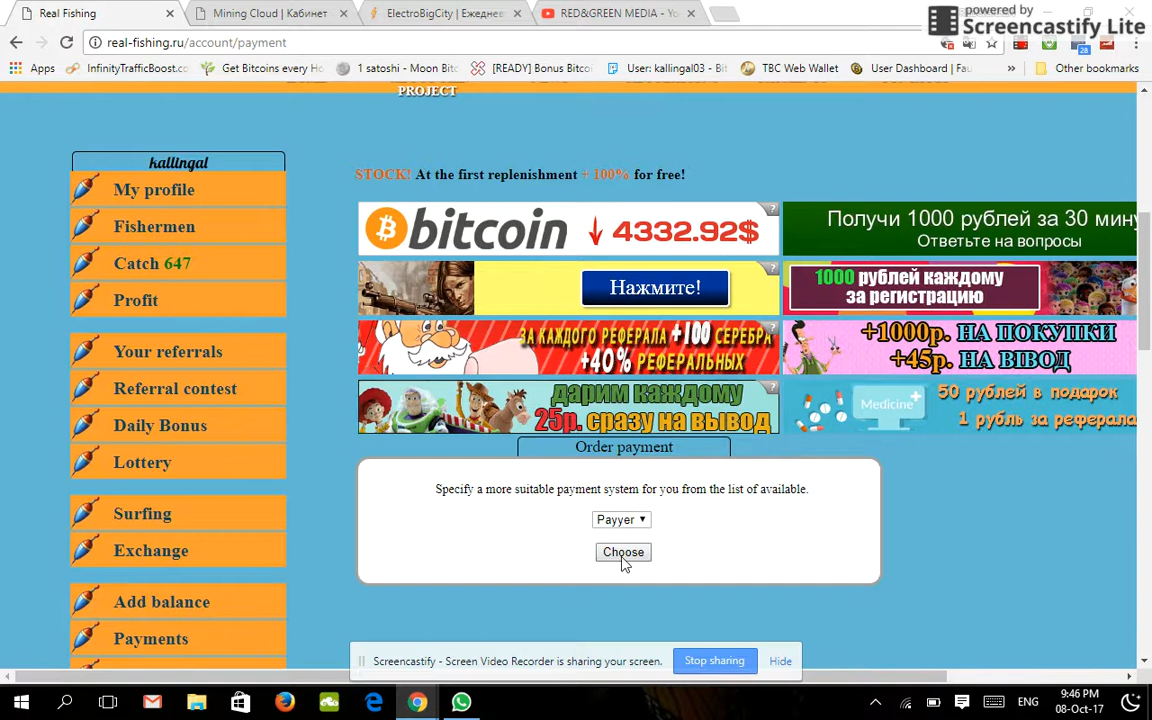 Real Fishing
Mining Cloud | Кабинет
ElectroBigCity | Ежеднев
RED&GREEN MEDIA - Yo
powered by
Screencastify Lite
real-fishing.ru/account/payment
28
Apps
InfinityTrafficBoost.co
Get Bitcoins every Ho
1 satoshi - Moon Bitc
[READY] Bonus Bitco
User: kallingal03 - Bit
TBC Web Wallet
User Dashboard | Fau
»
Other bookmarks
PROJECT
kallingal
My profile
Fishermen
Catch 647
Profit
Your referrals
Referral contest
Daily Bonus
Lottery
Surfing
Exchange
Add balance
Payments
STOCK! At the first replenishment + 100% for free!
bitcoin ↓ 4332.92$
?
Получи 1000 рублей за 30 мину
Ответьте на вопросы
Нажмите!
?
1000 рублей каждому
за регистрацию
ЗА КАЖДОГО РЕФЕРАЛА +100 СЕРЕБРА
+40% РЕФЕРАЛЬНЫХ
?
+1000р. НА ПОКУПКИ
+45р. НА ВЫВОД
дарим каждому
25р. сразу на вывод
?
Medicine
50 рублей в подарок
1 рубль за реферала
Order payment
Specify a more suitable payment system for you from the list of available.
Payyer
Choose
Screencastify - Screen Video Recorder is sharing your screen.
Stop sharing
Hide
ENG
9:46 PM
08-Oct-17